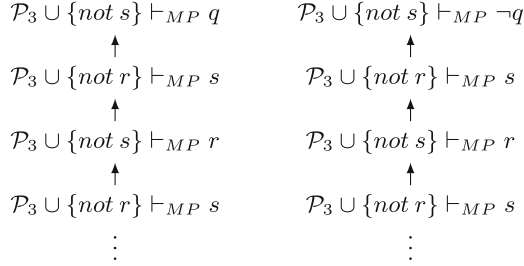 𝒫₃ ∪ {not s} ⊢_MP q
𝒫₃ ∪ {not r} ⊢_MP s
𝒫₃ ∪ {not s} ⊢_MP r
𝒫₃ ∪ {not r} ⊢_MP s
⋮
𝒫₃ ∪ {not s} ⊢_MP ¬q
𝒫₃ ∪ {not r} ⊢_MP s
𝒫₃ ∪ {not s} ⊢_MP r
𝒫₃ ∪ {not r} ⊢_MP s
⋮